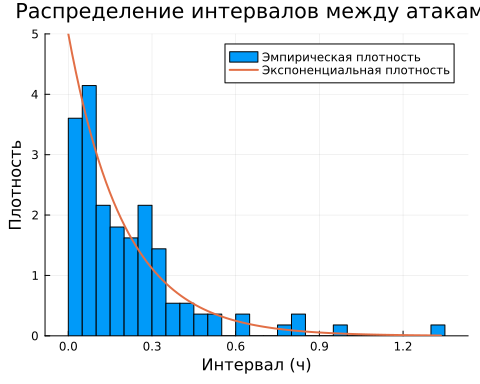 Распределение интервалов между атакам
5
4
3
2
1
0
Плотность
Эмпирическая плотность
Экспоненциальная плотность
0.0 0.3 0.6 0.9 1.2
Интервал (ч)